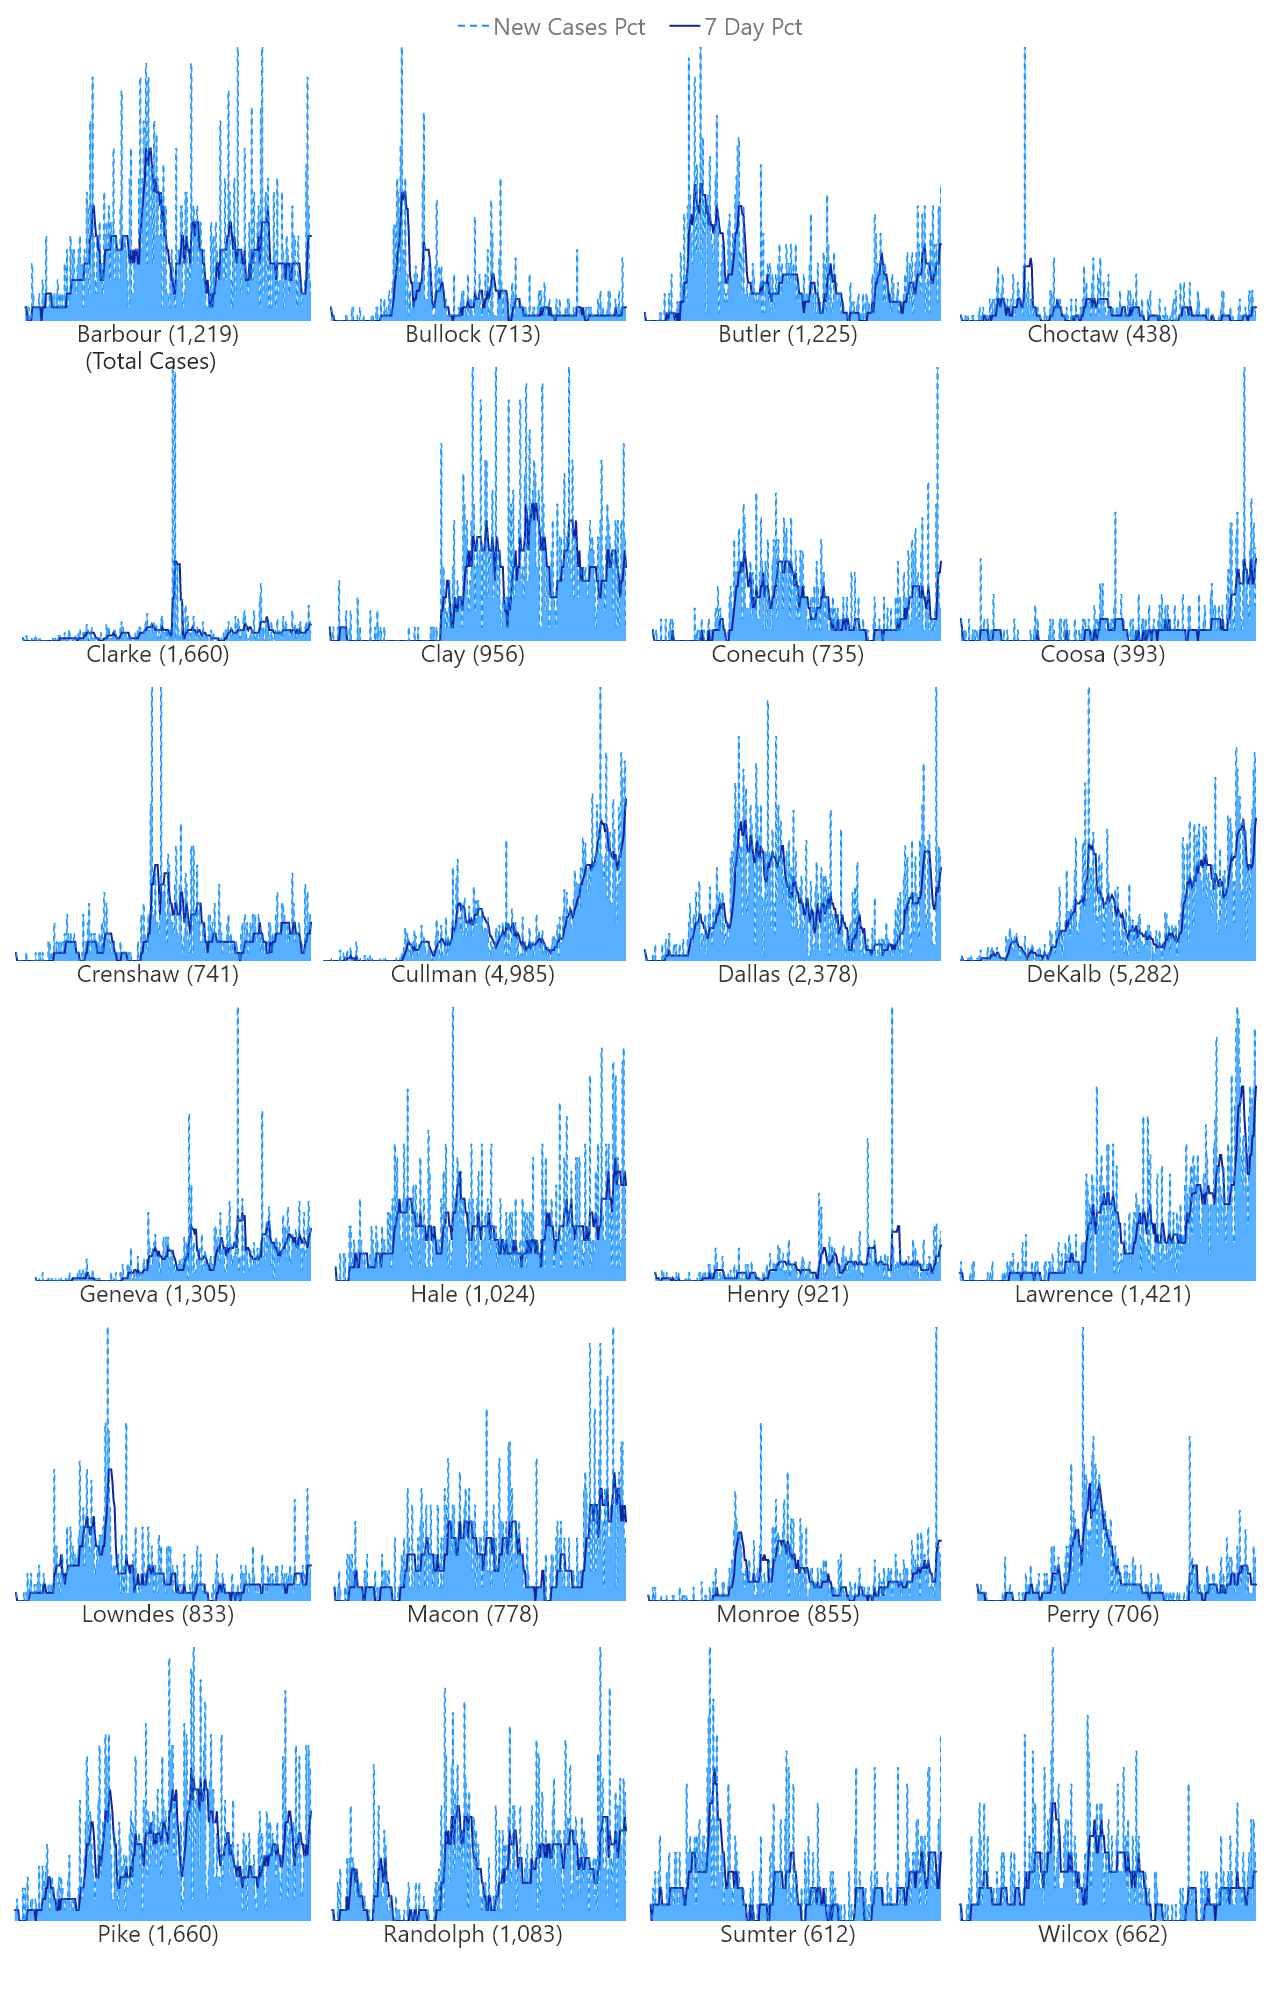 New Cases Pct 7 Day Pct
Barbour (1,219) Bullock (713) Butler (1,225) Choctaw (438)
(Total Cases)
Clarke (1,660) Clay (956) Conecuh (735) Coosa (393)
Crenshaw (741) Cullman (4,985) Dallas (2,378) DeKalb (5,282)
Geneva (1,305) Hale (1,024) Henry (921) Lawrence (1,421)
Lowndes (833) Macon (778) Monroe (855) Perry (706)
Pike (1,660) Randolph (1,083) Sumter (612) Wilcox (662)